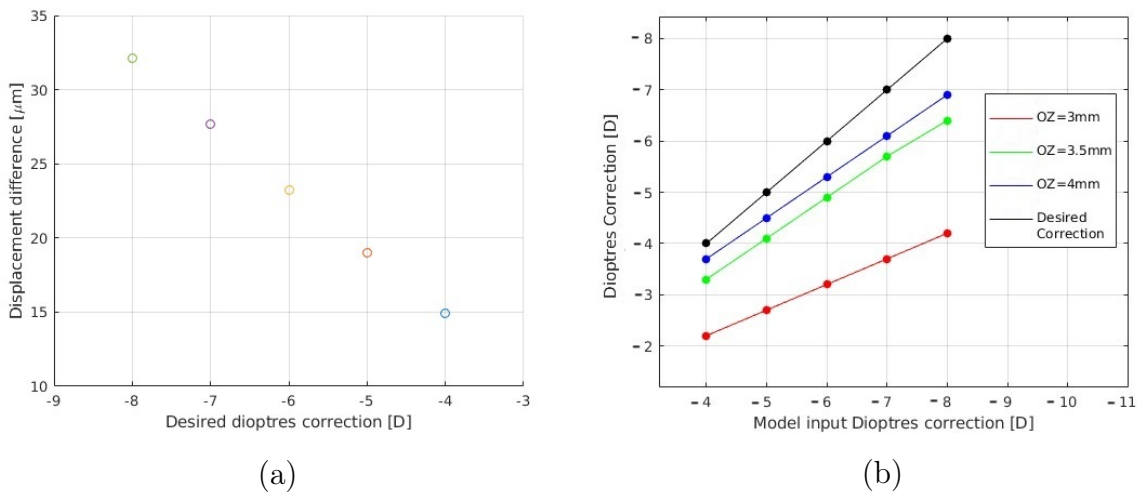 35
30
25
20
15
10
Displacement difference [μm]
-9 -8 -7 -6 -5 -4 -3
Desired dioptres correction [D]
(a)
-8
-7
-6
-5
-4
-3
-2
Dioptres Correction [D]
-4 -5 -6 -7 -8 -9 -10 -11
Model input Dioptres correction [D]
OZ=3mm
OZ=3.5mm
OZ=4mm
Desired
Correction
(b)